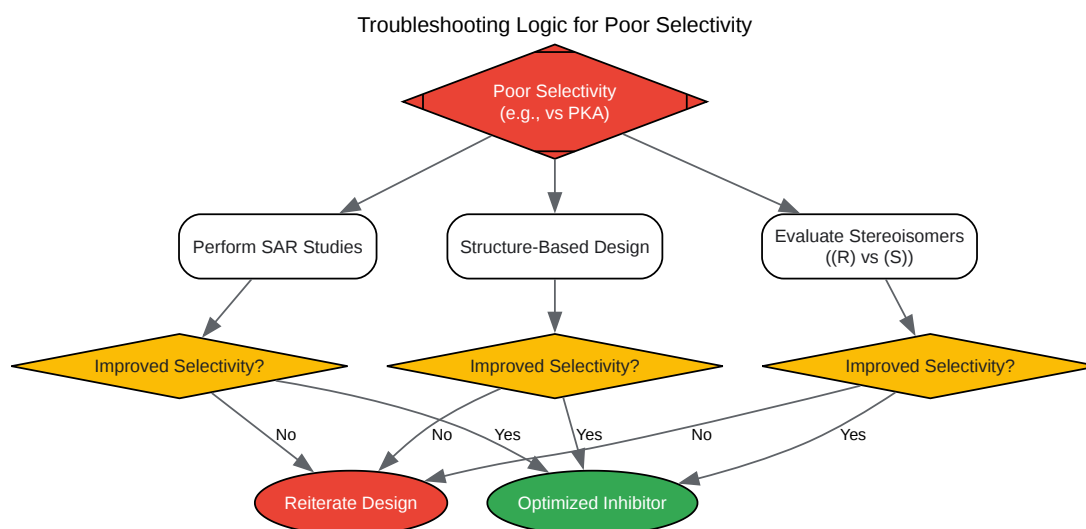 Troubleshooting Logic for Poor Selectivity
Poor Selectivity
(e.g., vs PKA)
Perform SAR Studies
Structure-Based Design
Evaluate Stereoisomers
((R) vs (S))
Improved Selectivity?
Improved Selectivity?
Improved Selectivity?
No
Yes
No
Yes
No
Yes
Reiterate Design
Optimized Inhibitor